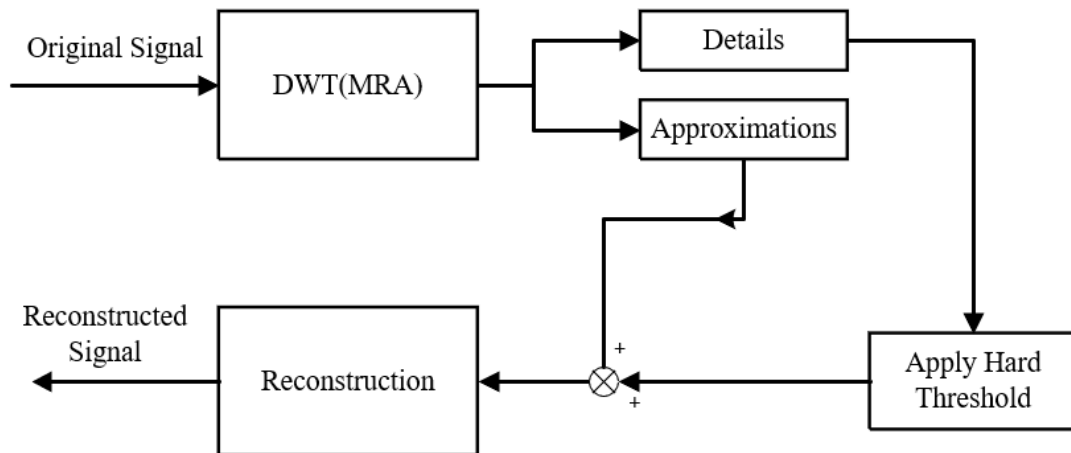 Original Signal
DWT(MRA)
Details
Approximations
Reconstructed
Signal
Reconstruction
+
+
Apply Hard
Threshold